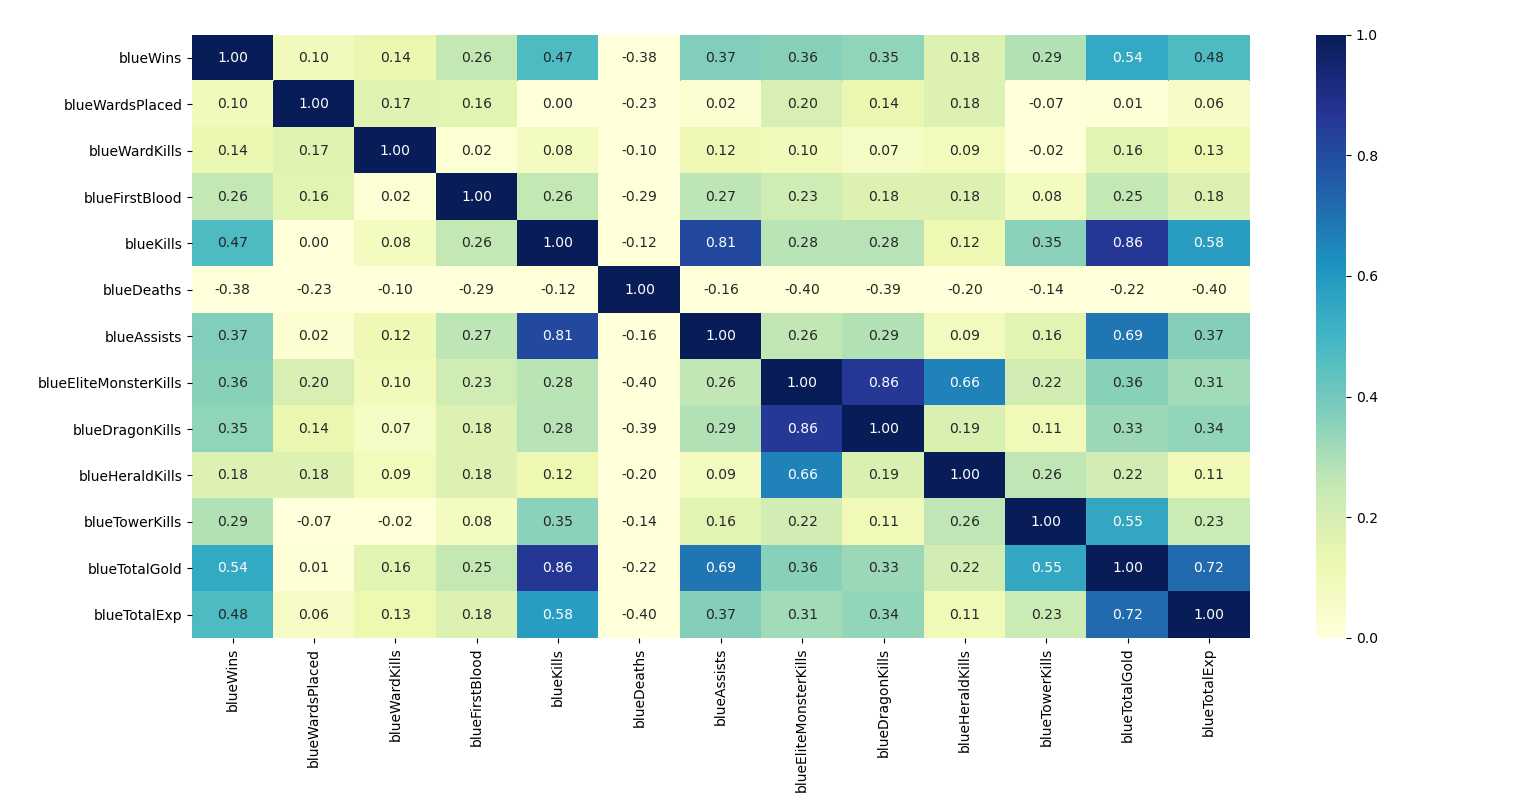 blueWins 1.00 0.10 0.14 0.26 0.47 -0.38 0.37 0.36 0.35 0.18 0.29 0.54 0.48
blueWardsPlaced 0.10 1.00 0.17 0.16 0.00 -0.23 0.02 0.20 0.14 0.18 -0.07 0.01 0.06
blueWardKills 0.14 0.17 1.00 0.02 0.08 -0.10 0.12 0.10 0.07 0.09 -0.02 0.16 0.13
blueFirstBlood 0.26 0.16 0.02 1.00 0.26 -0.29 0.27 0.23 0.18 0.18 0.08 0.25 0.18
blueKills 0.47 0.00 0.08 0.26 1.00 -0.12 0.81 0.28 0.28 0.12 0.35 0.86 0.58
blueDeaths -0.38 -0.23 -0.10 -0.29 -0.12 1.00 -0.16 -0.40 -0.39 -0.20 -0.14 -0.22 -0.40
blueAssists 0.37 0.02 0.12 0.27 0.81 -0.16 1.00 0.26 0.29 0.09 0.16 0.69 0.37
blueEliteMonsterKills 0.36 0.20 0.10 0.23 0.28 -0.40 0.26 1.00 0.86 0.66 0.22 0.36 0.31
blueDragonKills 0.35 0.14 0.07 0.18 0.28 -0.39 0.29 0.86 1.00 0.19 0.11 0.33 0.34
blueHeraldKills 0.18 0.18 0.09 0.18 0.12 -0.20 0.09 0.66 0.19 1.00 0.26 0.22 0.11
blueTowerKills 0.29 -0.07 -0.02 0.08 0.35 -0.14 0.16 0.22 0.11 0.26 1.00 0.55 0.23
blueTotalGold 0.54 0.01 0.16 0.25 0.86 -0.22 0.69 0.36 0.33 0.22 0.55 1.00 0.72
blueTotalExp 0.48 0.06 0.13 0.18 0.58 -0.40 0.37 0.31 0.34 0.11 0.23 0.72 1.00
blueWins
blueWardsPlaced
blueWardKills
blueFirstBlood
blueKills
blueDeaths
blueAssists
blueEliteMonsterKills
blueDragonKills
blueHeraldKills
blueTowerKills
blueTotalGold
blueTotalExp
1.0
0.8
0.6
0.4
0.2
0.0